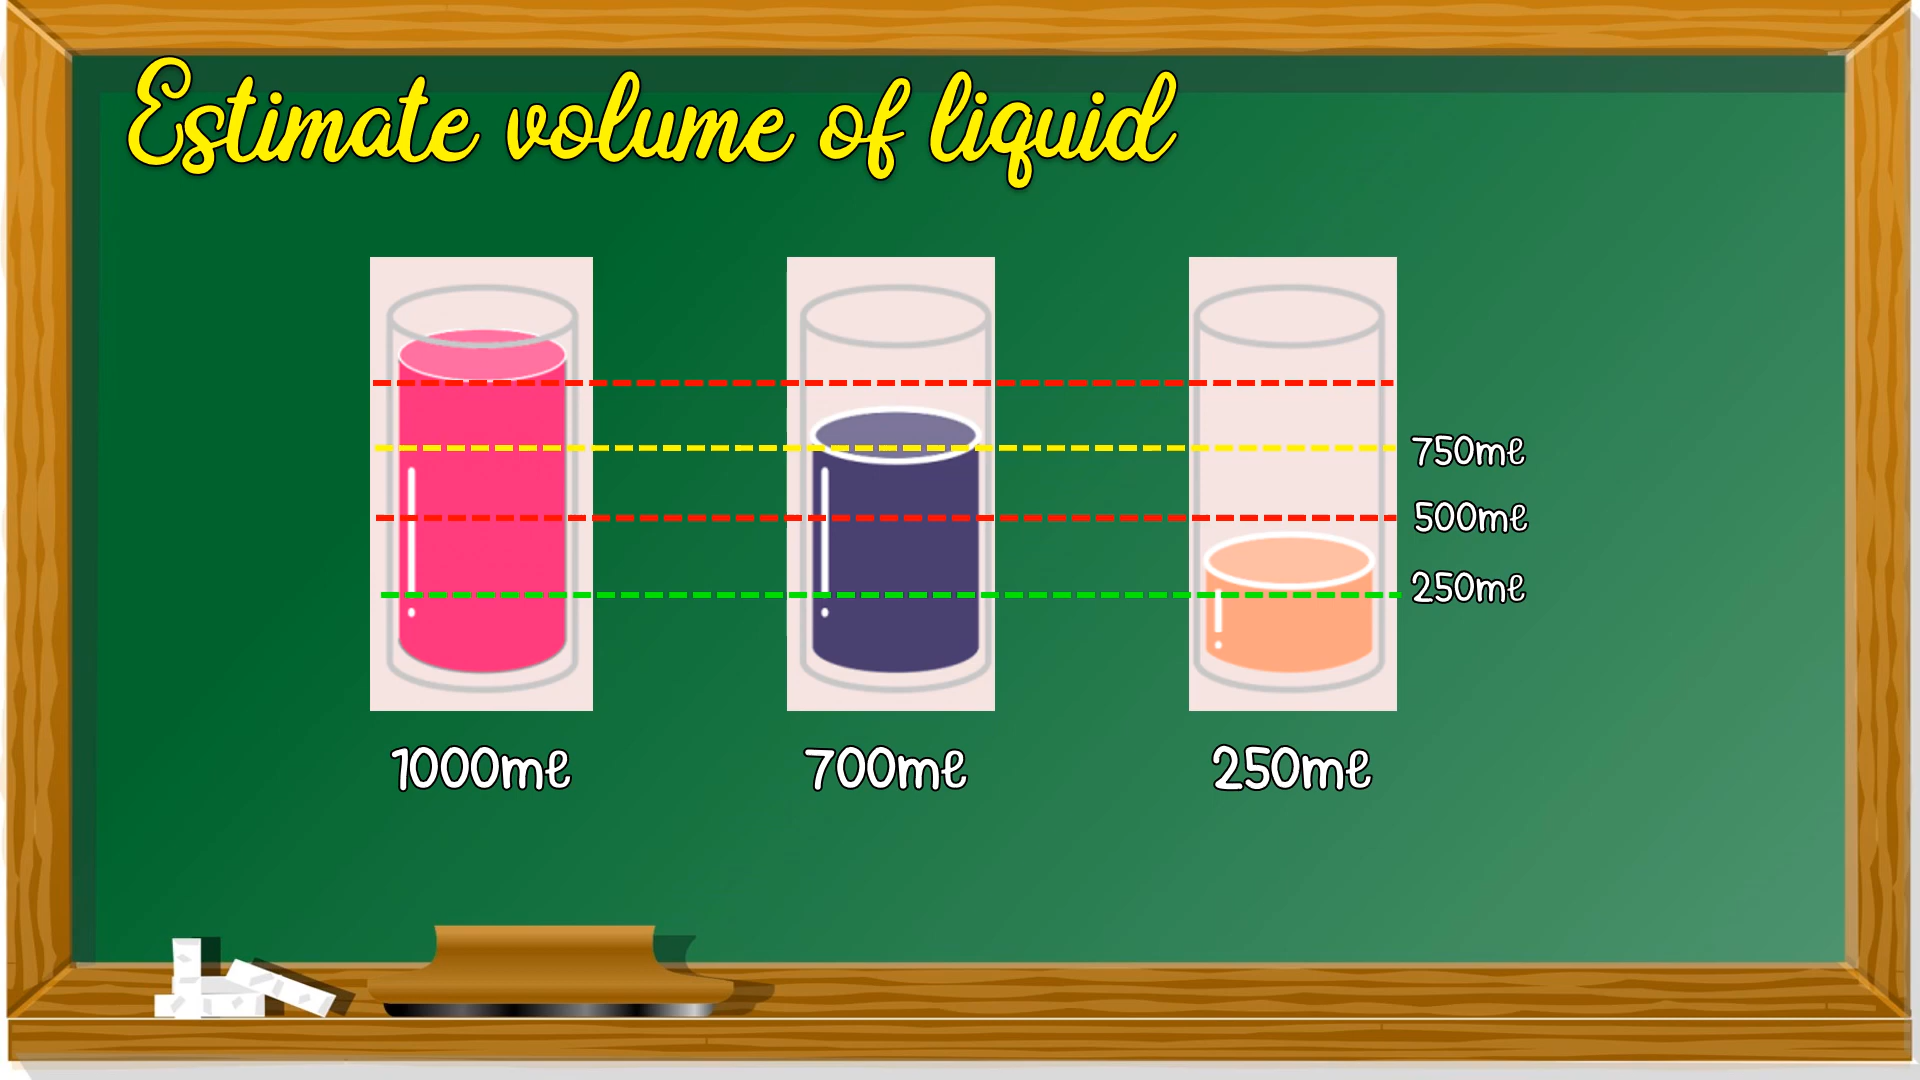 Estimate volume of liquid
750mℓ
500mℓ
250mℓ
1000mℓ 700mℓ 250mℓ